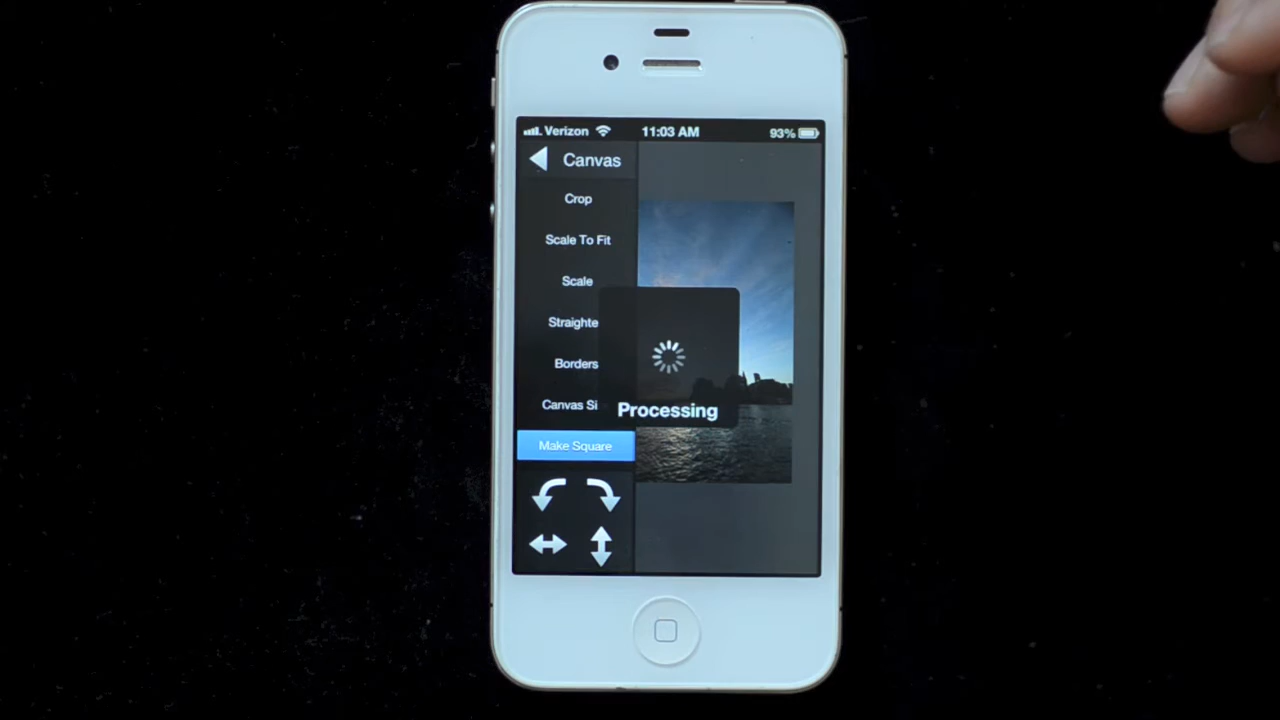 Verizon 11:03 AM 93%
Canvas
Crop
Scale To Fit
Scale
Straighte
Borders
Canvas Si
Processing
Make Square